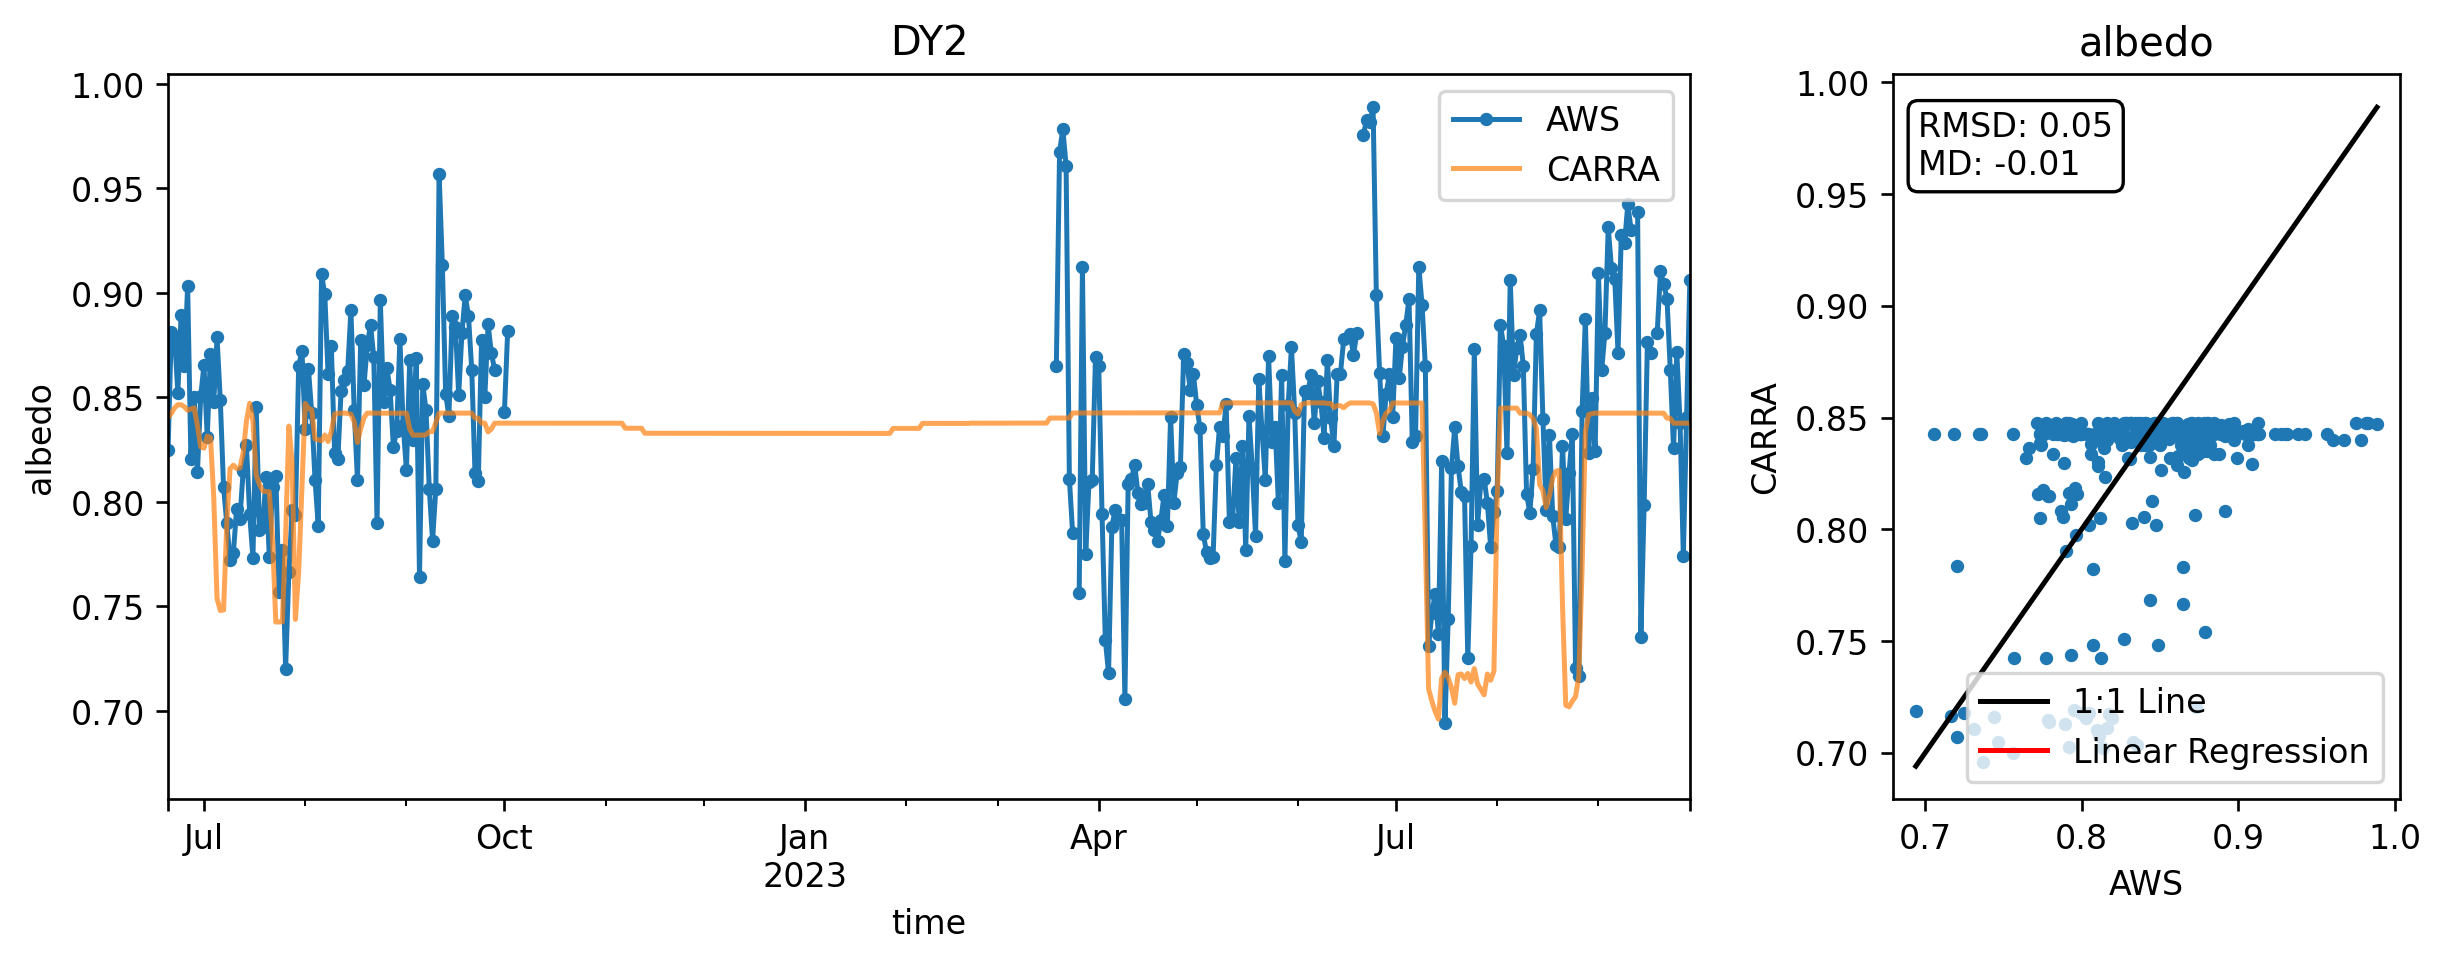 DY2
albedo
1.00
0.95
0.90
0.85
0.80
0.75
0.70
albedo
AWS
CARRA
Jul
Oct
Jan
2023
Apr
Jul
time
albedo
1.00
0.95
0.90
0.85
0.80
0.75
0.70
CARRA
RMSD: 0.05
MD: -0.01
1:1 Line
Linear Regression
0.7
0.8
0.9
1.0
AWS